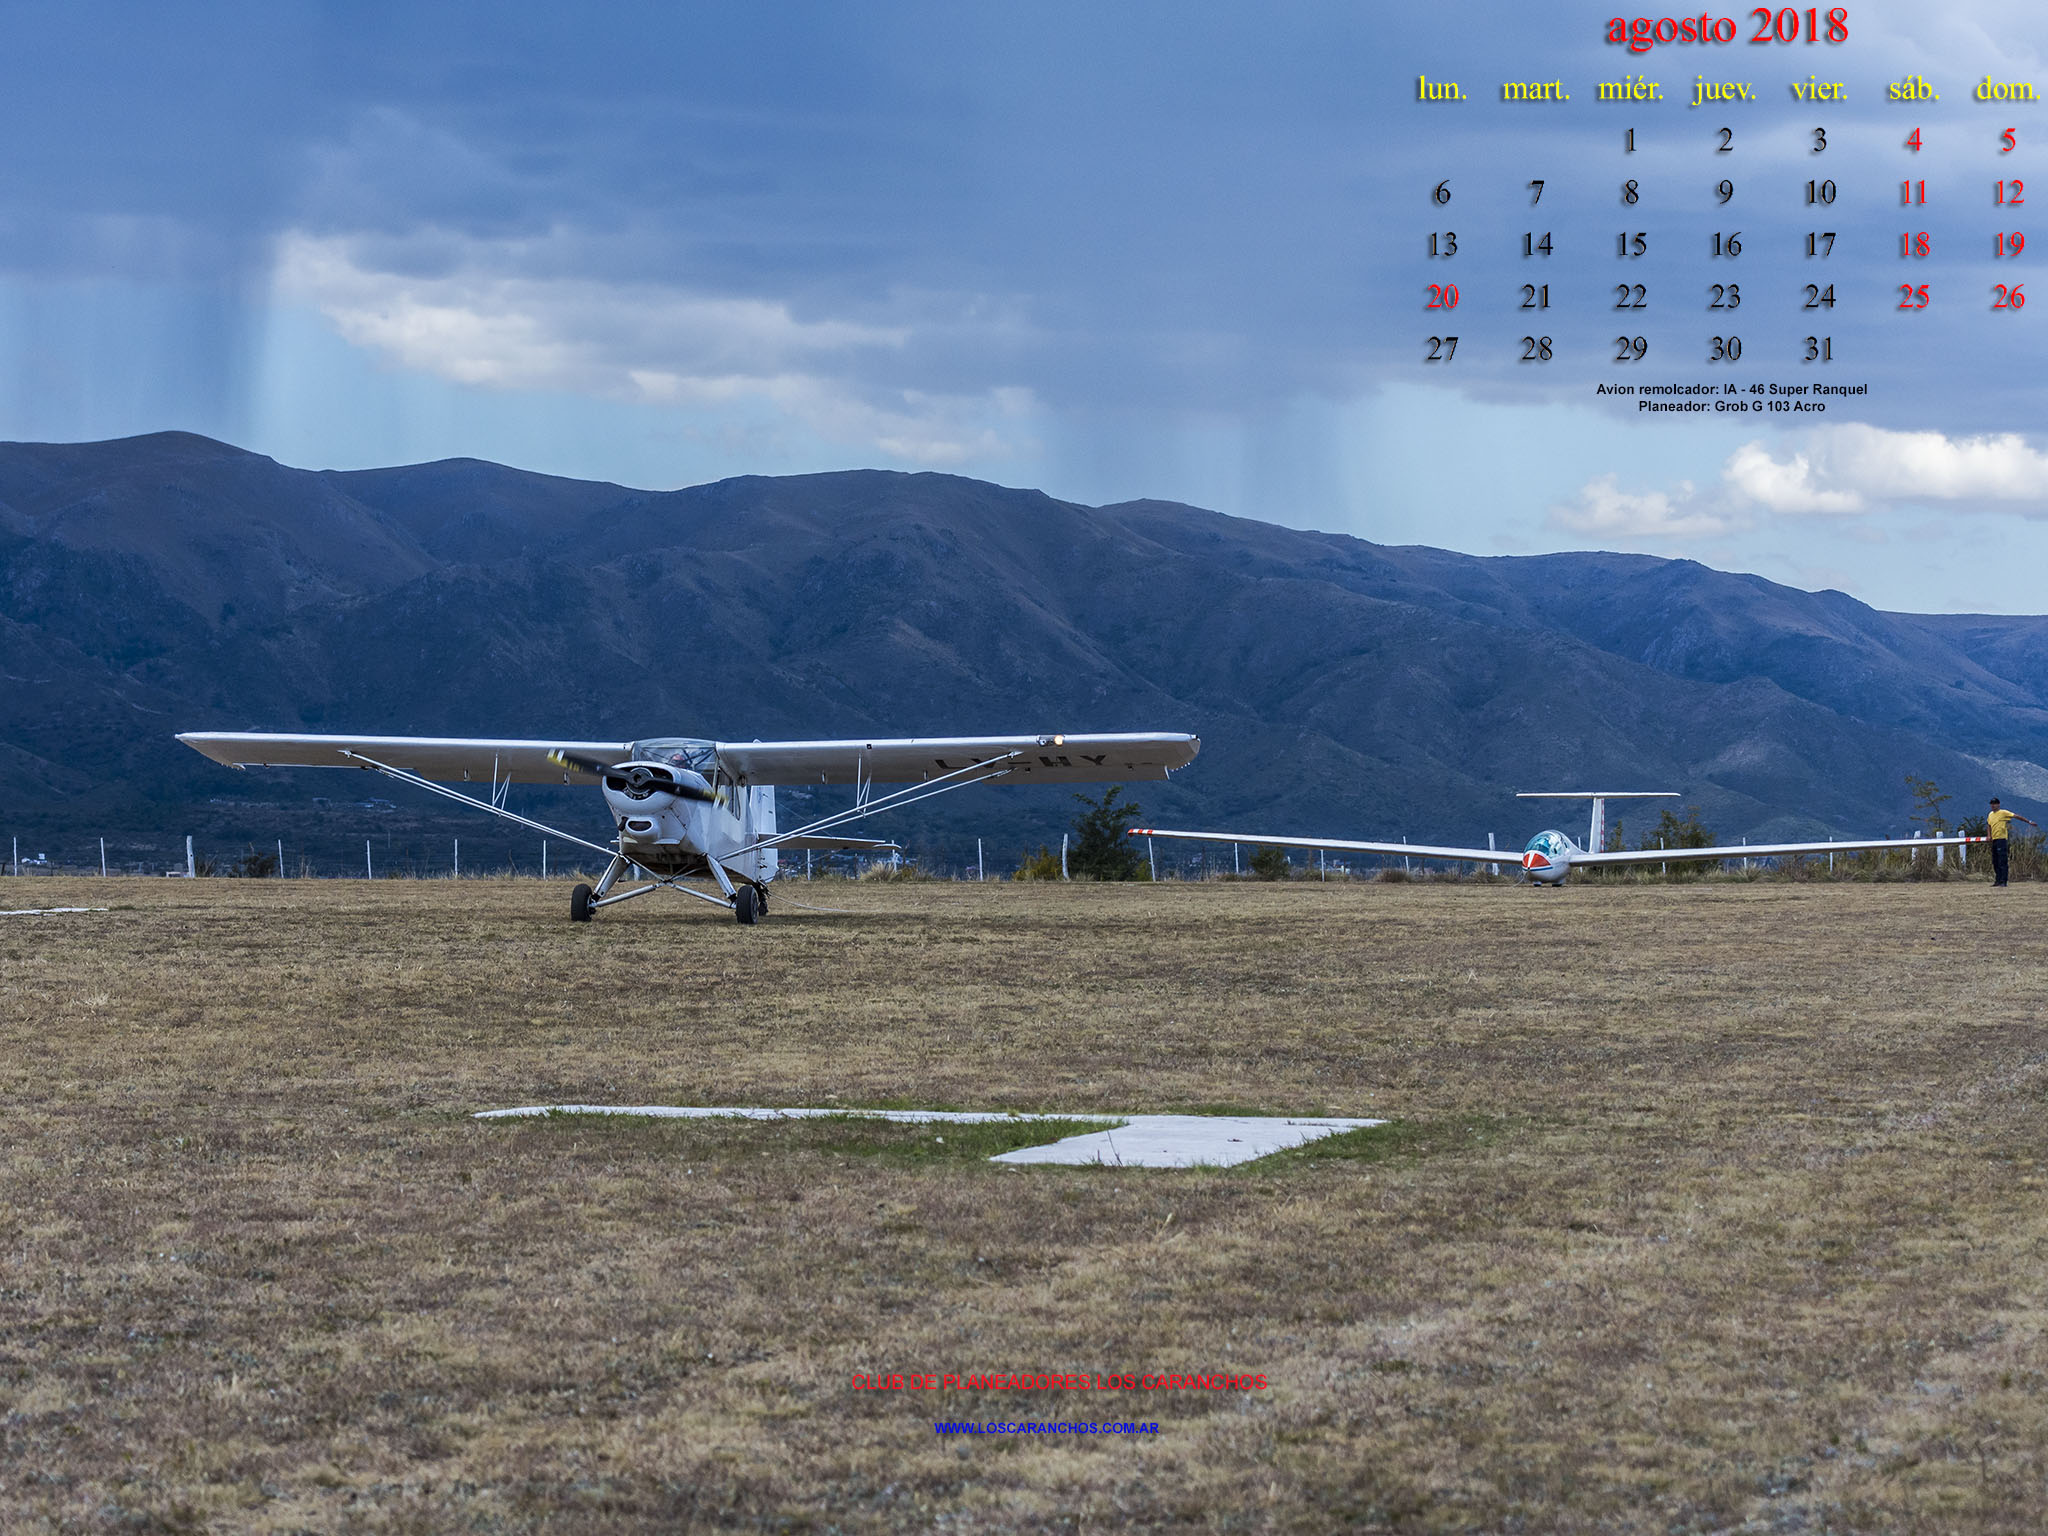 agosto 2018
lun. mart. miér. juev. vier. sáb. dom.
1 2 3 4 5
6 7 8 9 10 11 12
13 14 15 16 17 18 19
20 21 22 23 24 25 26
27 28 29 30 31
Avion remolcador: IA - 46 Super Ranquel
Planeador: Grob G 103 Acro
CLUB DE PLANEADORES LOS CARANCHOS
WWW.LOSCARANCHOS.COM.AR